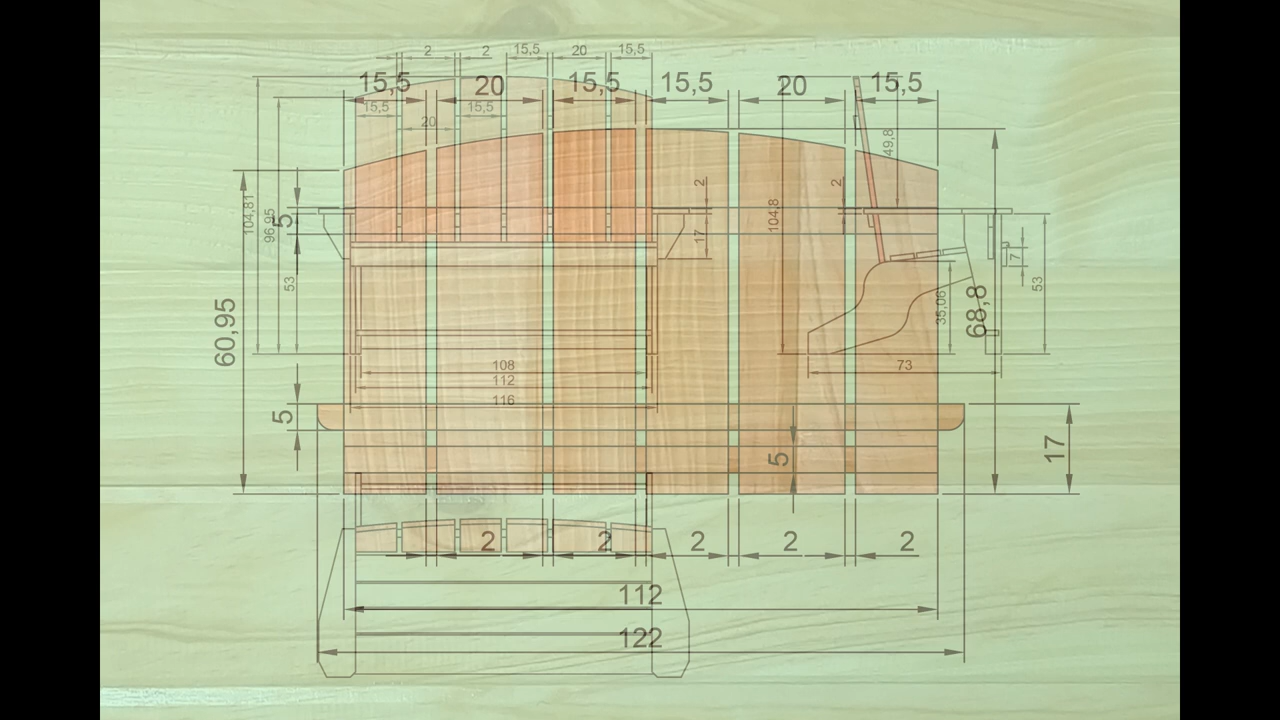 2 2 15,5 20 15,5
15,5 20 15,5 15,5 20 15,5
15,5 15,5
20
49,8
2 2
104,81 96,95 5 104,8
17 7
53 35,06 68,8 53
60,95
108 73
112
116
5 5 17
2 2 2 2 2
112
122